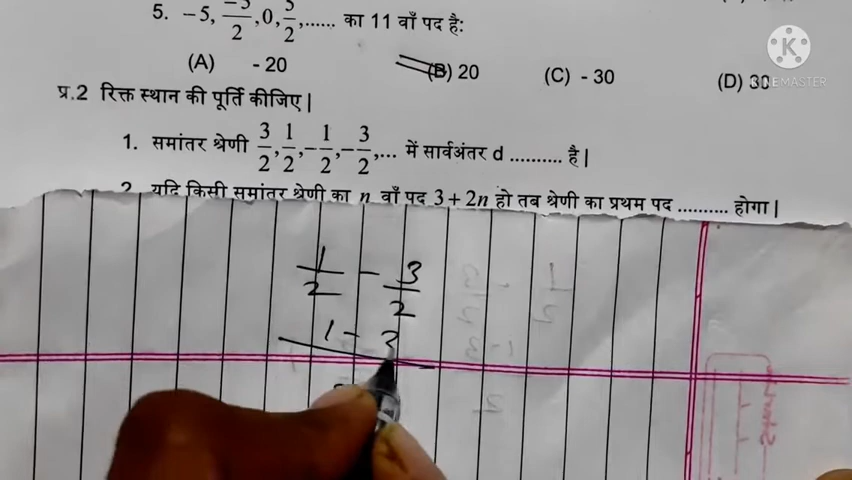 5. -5, -5/2, 0, 5/2, ...... का 11 वाँ पद है:
(A) - 20 (B) 20 (C) - 30 (D) 30
KINEMASTER
प्र.2 रिक्त स्थान की पूर्ति कीजिए |
1. समांतर श्रेणी 3/2, 1/2, -1/2, -3/2, ... में सार्वअंतर d .......... है |
2. यदि किसी समांतर श्रेणी का n वाँ पद 3 + 2n हो तब श्रेणी का प्रथम पद .......... होगा |
1/2 - 3/2
1 - 3